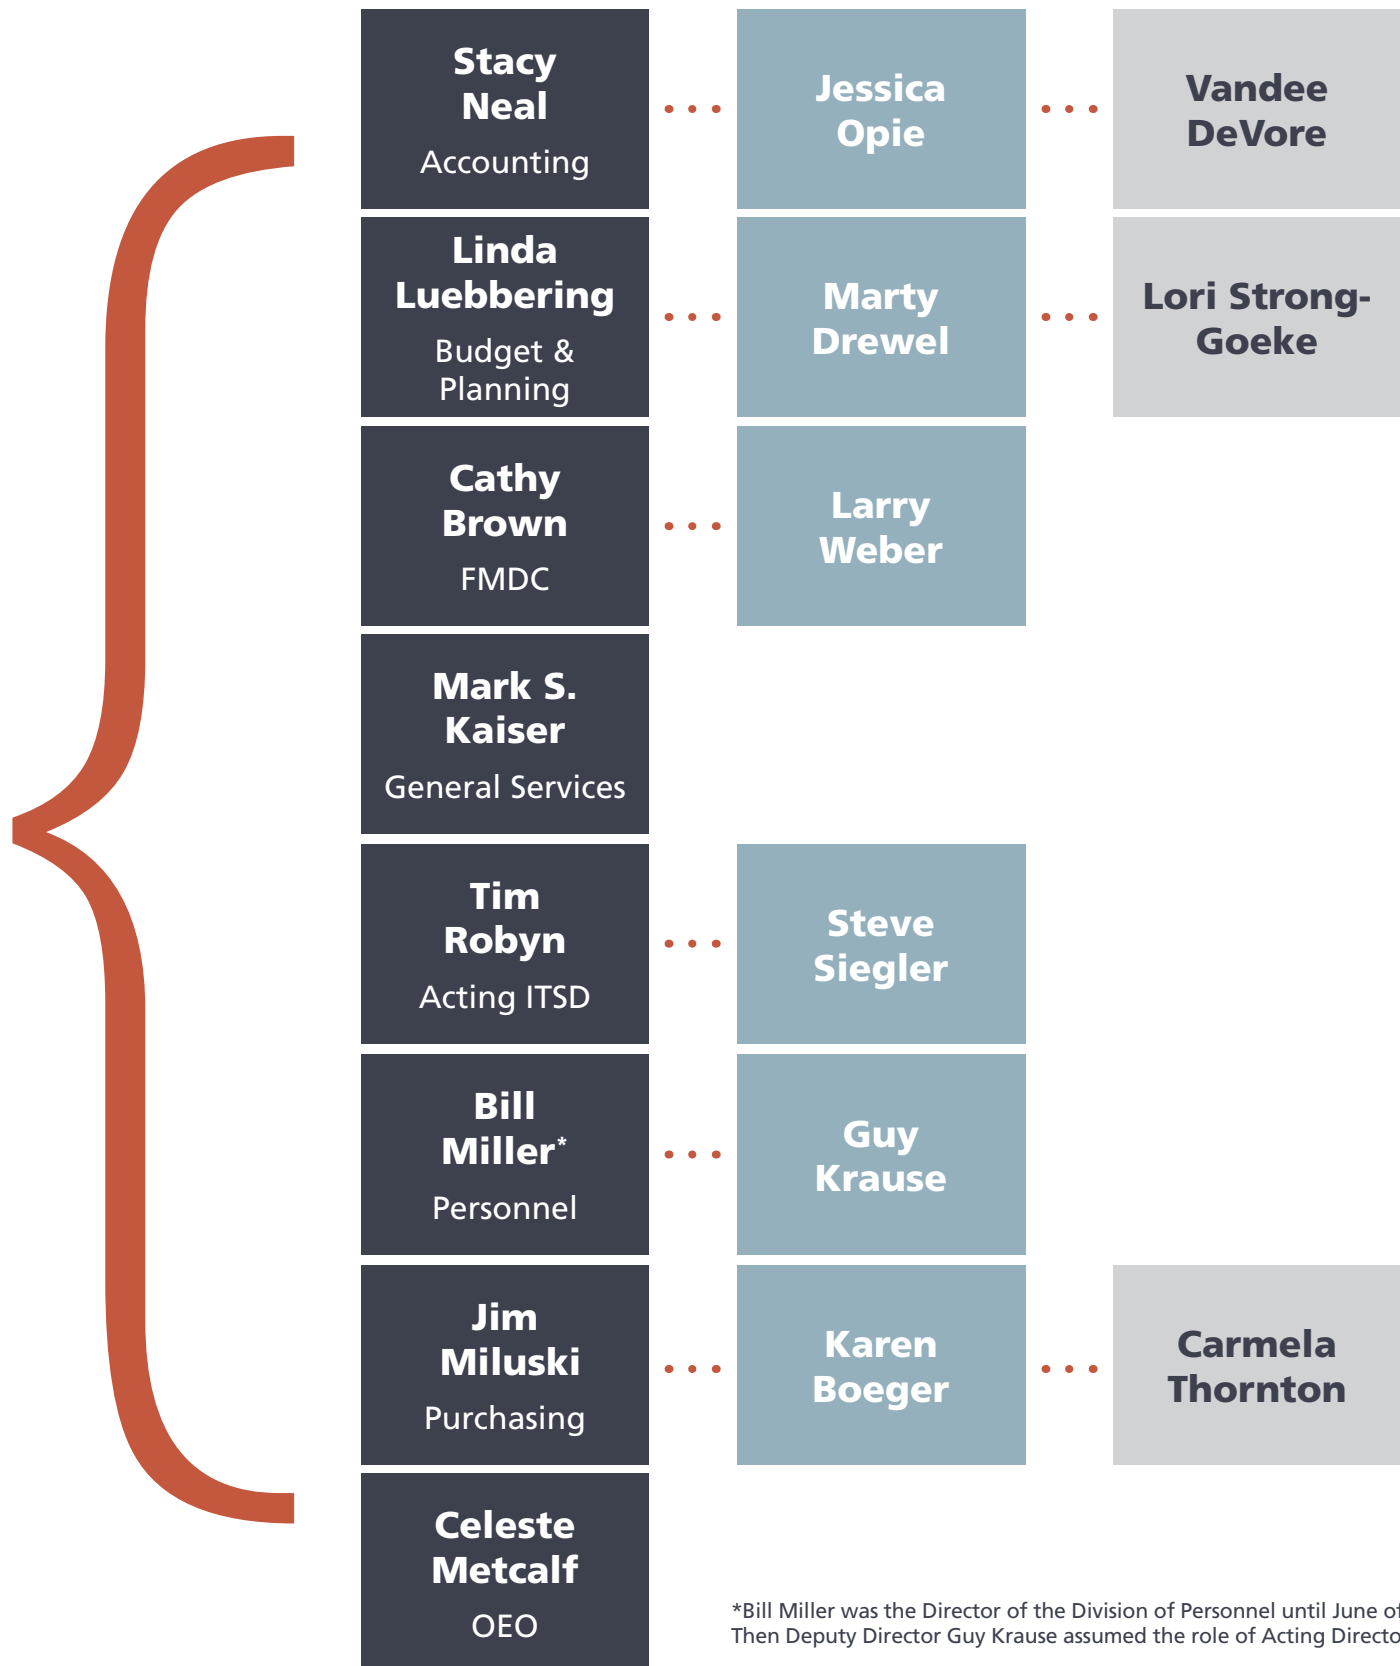 Stacy
Neal
Accounting
Jessica
Opie
Vandee
DeVore
Linda
Luebbering
Budget &
Planning
Marty
Drewel
Lori Strong-
Goeke
Cathy
Brown
FMDC
Larry
Weber
Mark S.
Kaiser
General Services
Tim
Robyn
Acting ITSD
Steve
Siegler
Bill
Miller*
Personnel
Guy
Krause
Jim
Miluski
Purchasing
Karen
Boeger
Carmela
Thornton
Celeste
Metcalf
OEO
*Bill Miller was the Director of the Division of Personnel until June of
Then Deputy Director Guy Krause assumed the role of Acting